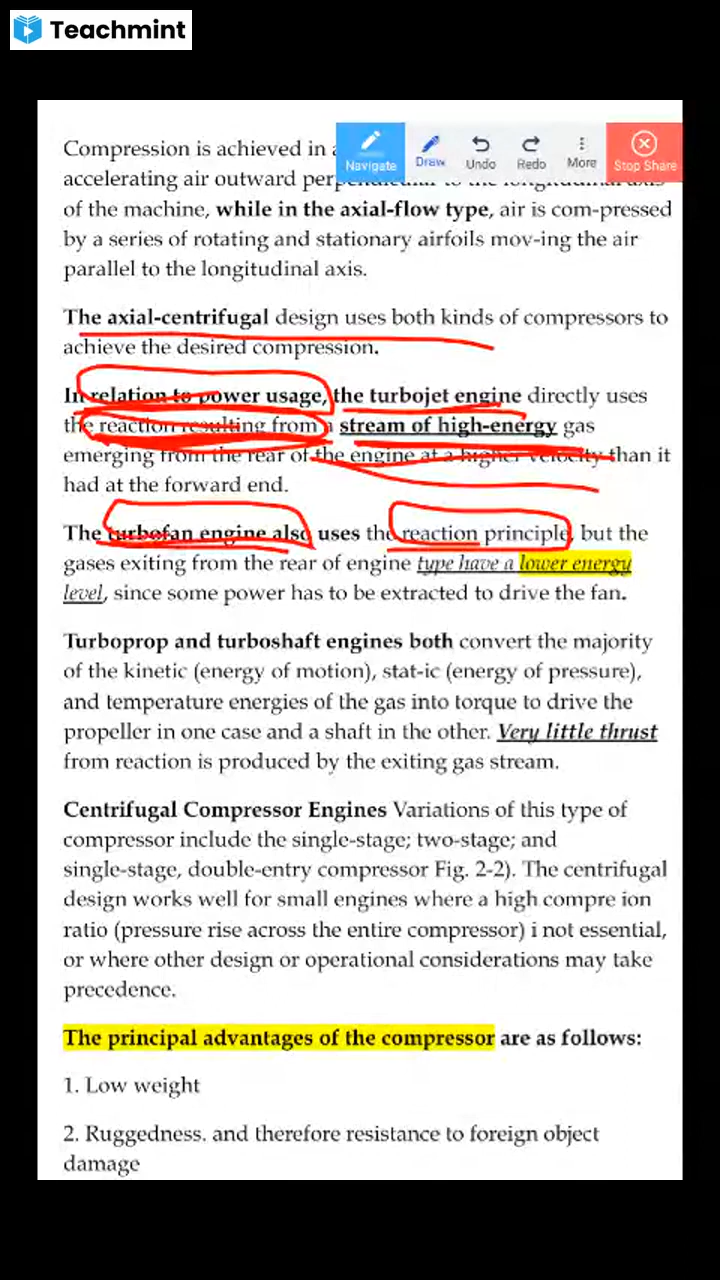 Teachmint
Compression is achieved in a
Navigate Draw Undo Redo More Stop Share
accelerating air outward perpendicular to the longitudinal axis
of the machine, while in the axial-flow type, air is com-pressed
by a series of rotating and stationary airfoils mov-ing the air
parallel to the longitudinal axis.
The axial-centrifugal design uses both kinds of compressors to
achieve the desired compression.
In relation to power usage, the turbojet engine directly uses
the reaction resulting from a stream of high-energy gas
emerging from the rear of the engine at a higher velocity than it
had at the forward end.
The turbofan engine also uses the reaction principle, but the
gases exiting from the rear of engine type have a lower energy
level, since some power has to be extracted to drive the fan.
Turboprop and turboshaft engines both convert the majority
of the kinetic (energy of motion), stat-ic (energy of pressure),
and temperature energies of the gas into torque to drive the
propeller in one case and a shaft in the other. Very little thrust
from reaction is produced by the exiting gas stream.
Centrifugal Compressor Engines Variations of this type of
compressor include the single-stage; two-stage; and
single-stage, double-entry compressor Fig. 2-2). The centrifugal
design works well for small engines where a high compre ion
ratio (pressure rise across the entire compressor) i not essential,
or where other design or operational considerations may take
precedence.
The principal advantages of the compressor are as follows:
1. Low weight
2. Ruggedness. and therefore resistance to foreign object
damage